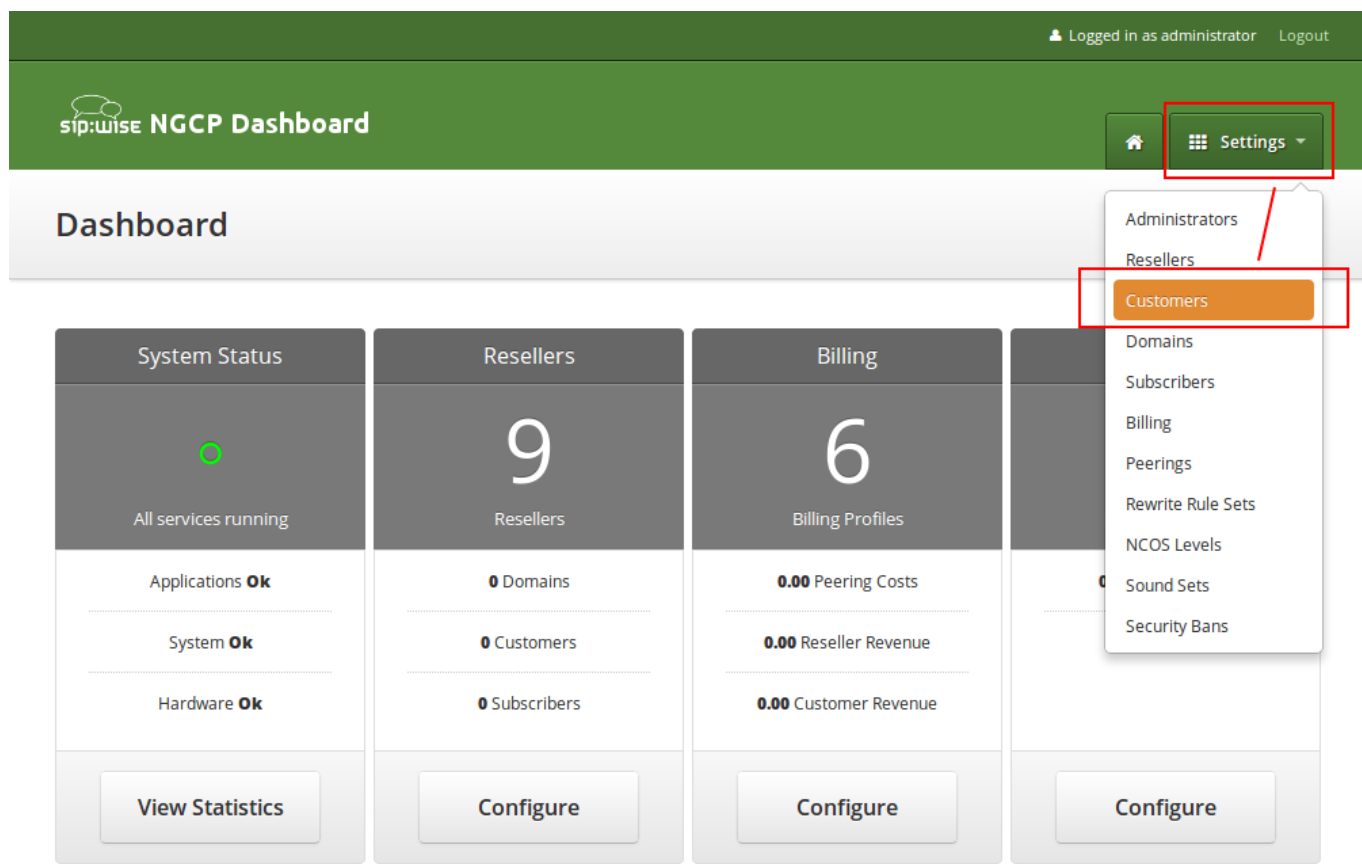 Logged in as administrator Logout
sip:wise NGCP Dashboard
Settings
Dashboard
Administrators
Resellers
Customers
Domains
Subscribers
Billing
Peerings
Rewrite Rule Sets
NCOS Levels
Sound Sets
Security Bans
System Status
All services running
Applications Ok
System Ok
Hardware Ok
View Statistics
Resellers
9
Resellers
0 Domains
0 Customers
0 Subscribers
Configure
Billing
6
Billing Profiles
0.00 Peering Costs
0.00 Reseller Revenue
0.00 Customer Revenue
Configure
Configure